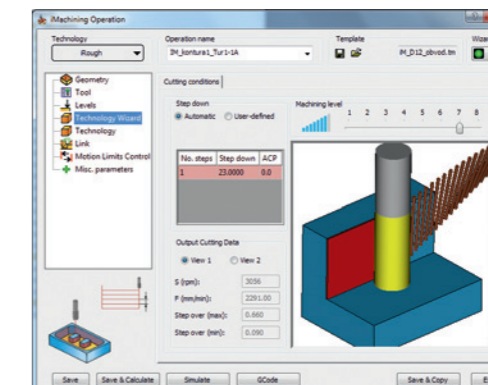 iMachining Operation
Technology
iRough
Operation name
IM_kontura1_Tur1-1A
Template
IM_D12_obvod.tm
Geometry
Tool
Levels
Technology Wizard
Technology
Link
Motion Limits Control
Misc. parameters
Cutting conditions
Step down
Automatic User-defined
Machining level
1 2 3 4 5 6 7 8
No. steps Step down ACP
1 23.0000 0.0
Output Cutting Data
View 1 View 2
S (rpm): 3056
F (mm/min): 2291.00
Step over (max): 0.660
Step over (min): 0.090
Save Save & Calculate Simulate GCode Save & Copy